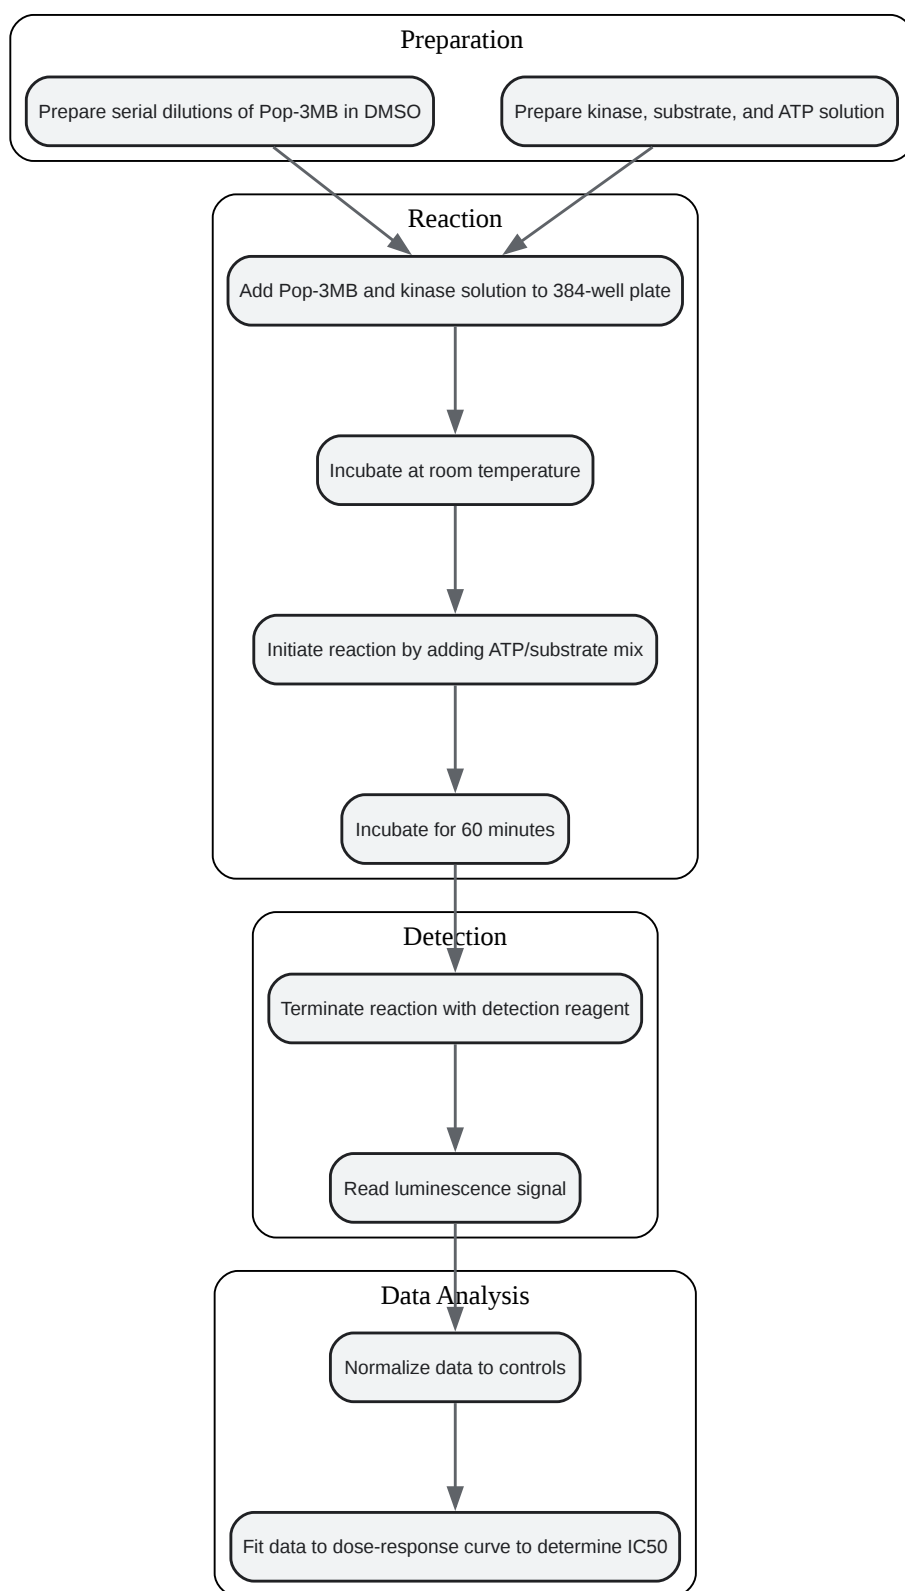 Preparation
Prepare serial dilutions of Pop-3MB in DMSO
Prepare kinase, substrate, and ATP solution
Reaction
Add Pop-3MB and kinase solution to 384-well plate
Incubate at room temperature
Initiate reaction by adding ATP/substrate mix
Incubate for 60 minutes
Detection
Terminate reaction with detection reagent
Read luminescence signal
Data Analysis
Normalize data to controls
Fit data to dose-response curve to determine IC50